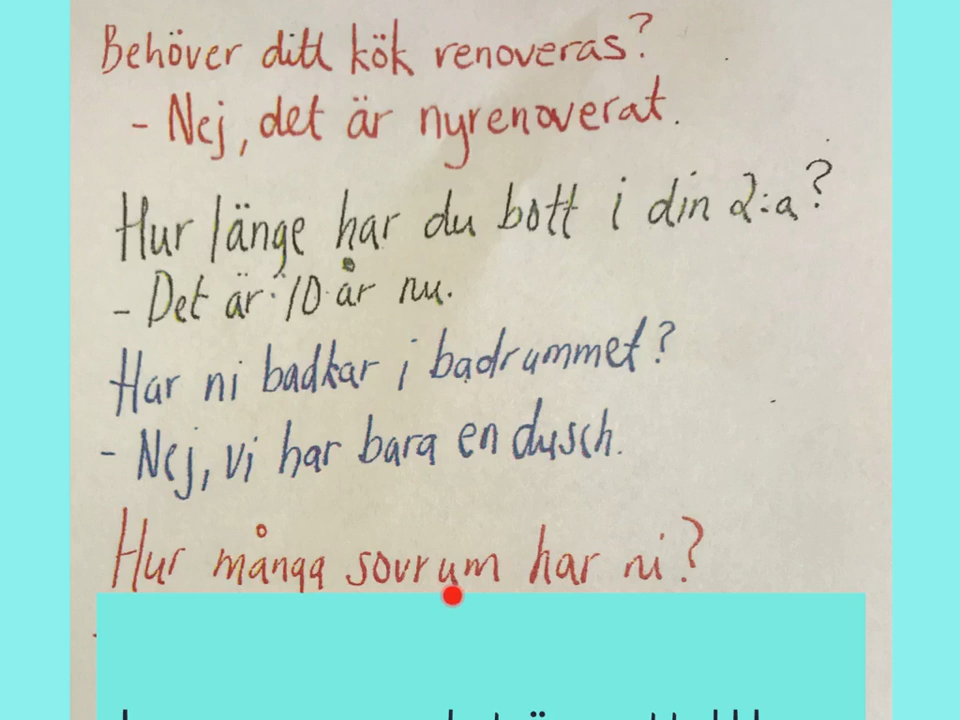 Behöver ditt kök renoveras?
- Nej, det är nyrenoverat.
Hur länge har du bott i din 2:a?
- Det är 10 år nu.
Har ni badkar i badrummet?
- Nej, vi har bara en dusch.
Hur många sovrum har ni?